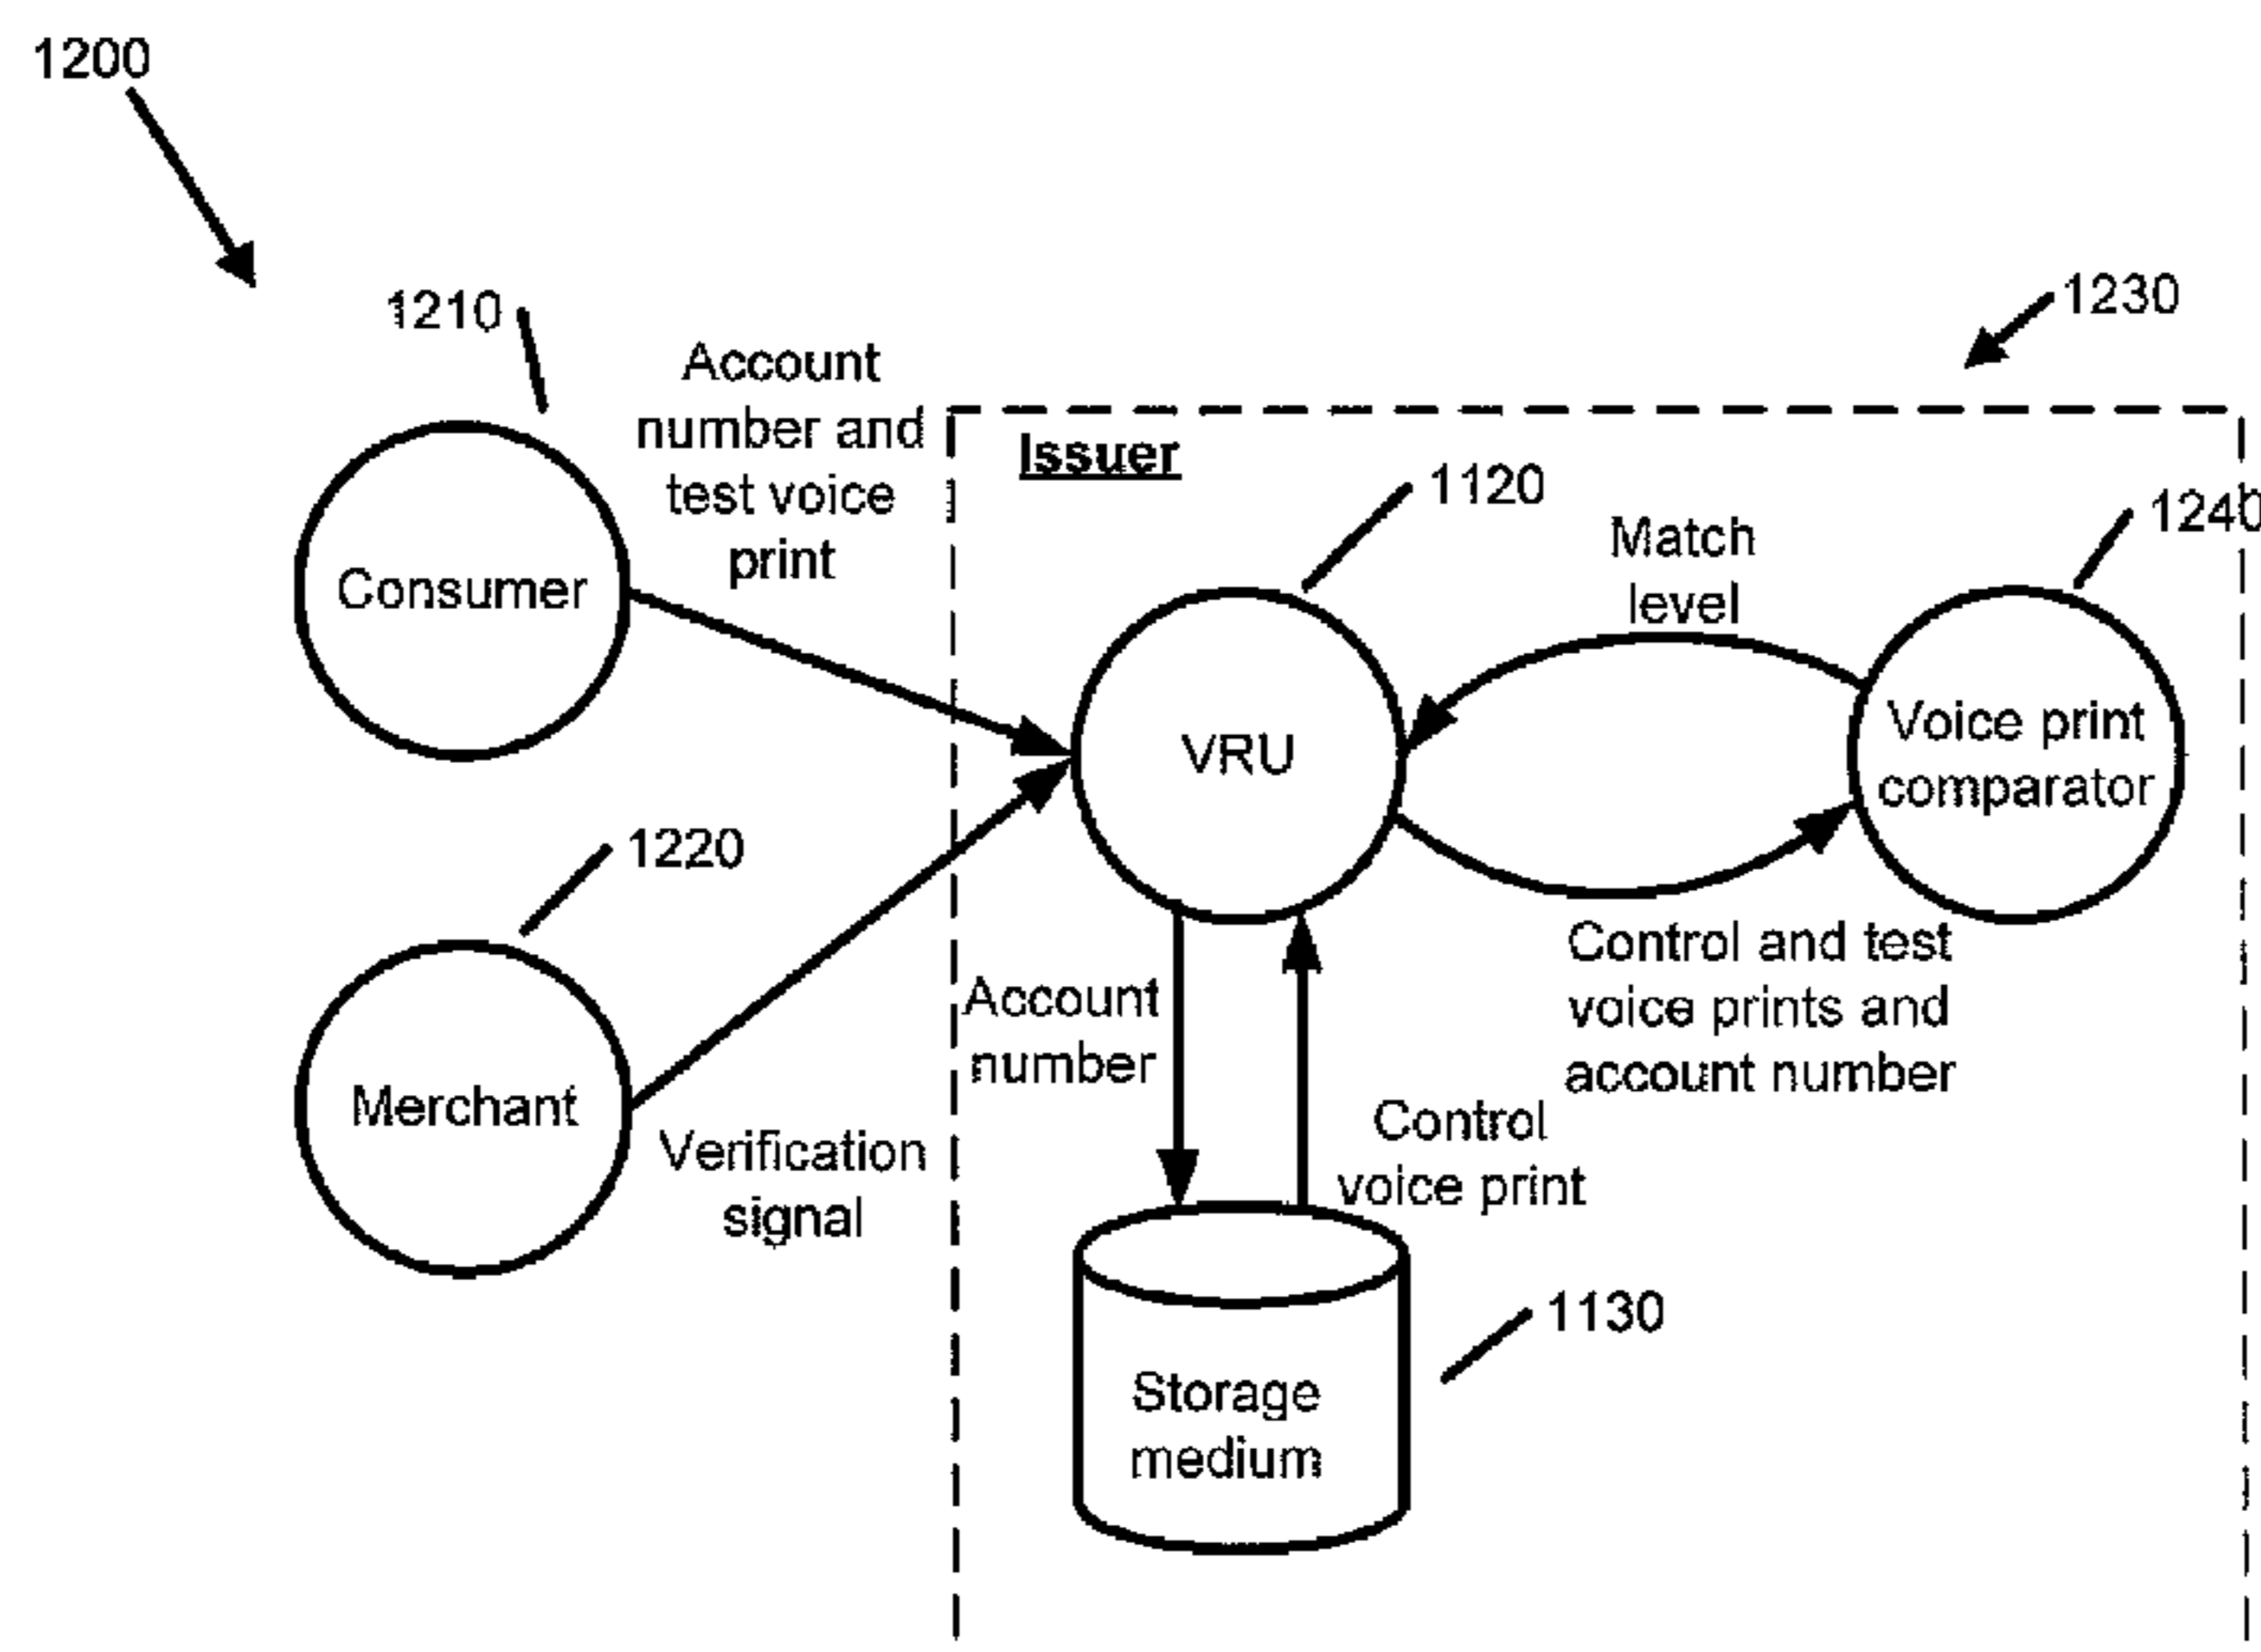 1200
1210
Account
number and
test voice
print
1230
Issuer
1120
1240
Match
level
Consumer
VRU
Voice print
comparator
1220
Merchant
Verification
signal
Account
number
Control and test
voice prints and
account number
Control
voice print
1130
Storage
medium